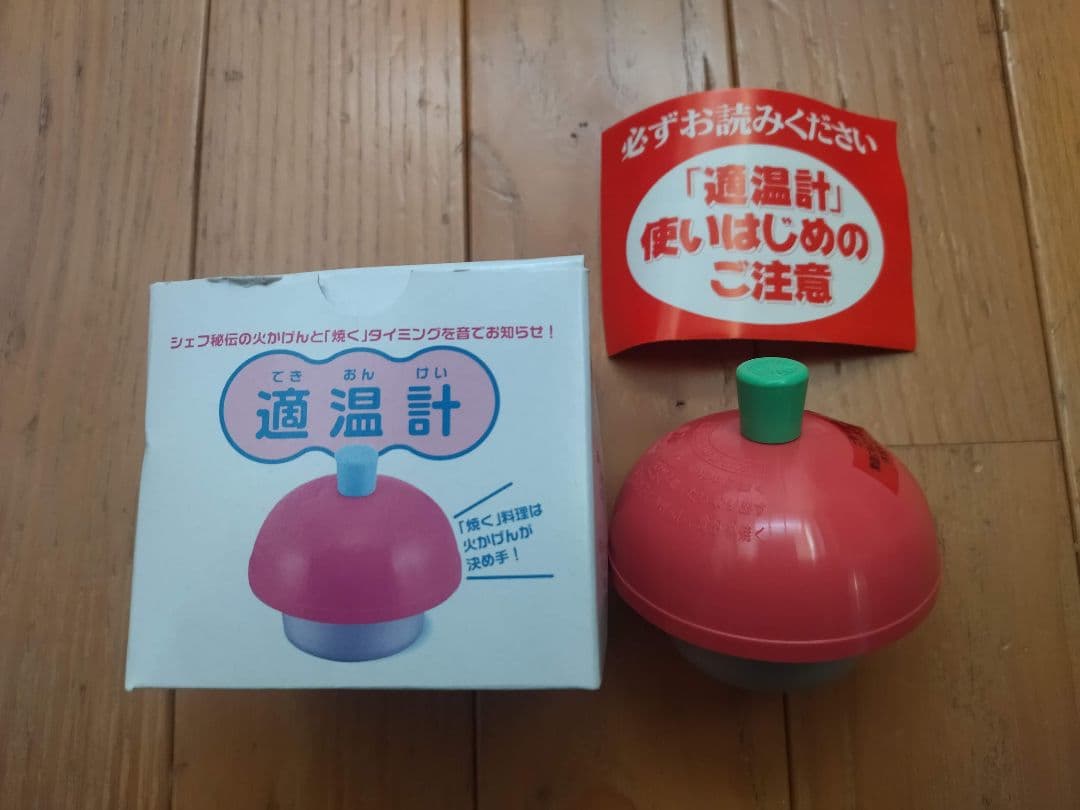 必ずお読みください
「適温計」
使いはじめの
ご注意
シェフ秘伝の火かげんと「焼く」タイミングを音でお知らせ！
てき おん けい
適温計
「焼く」料理は
火かげんが
決め手！